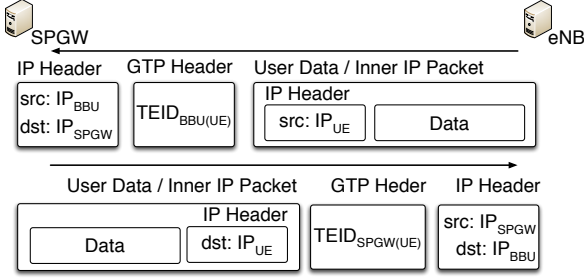 SPGW
eNB
IP Header GTP Header User Data / Inner IP Packet
src: IP_BBU
dst: IP_SPGW
TEID_BBU(UE)
IP Header
src: IP_UE
Data
User Data / Inner IP Packet GTP Heder IP Header
IP Header
Data
dst: IP_UE
TEID_SPGW(UE)
src: IP_SPGW
dst: IP_BBU